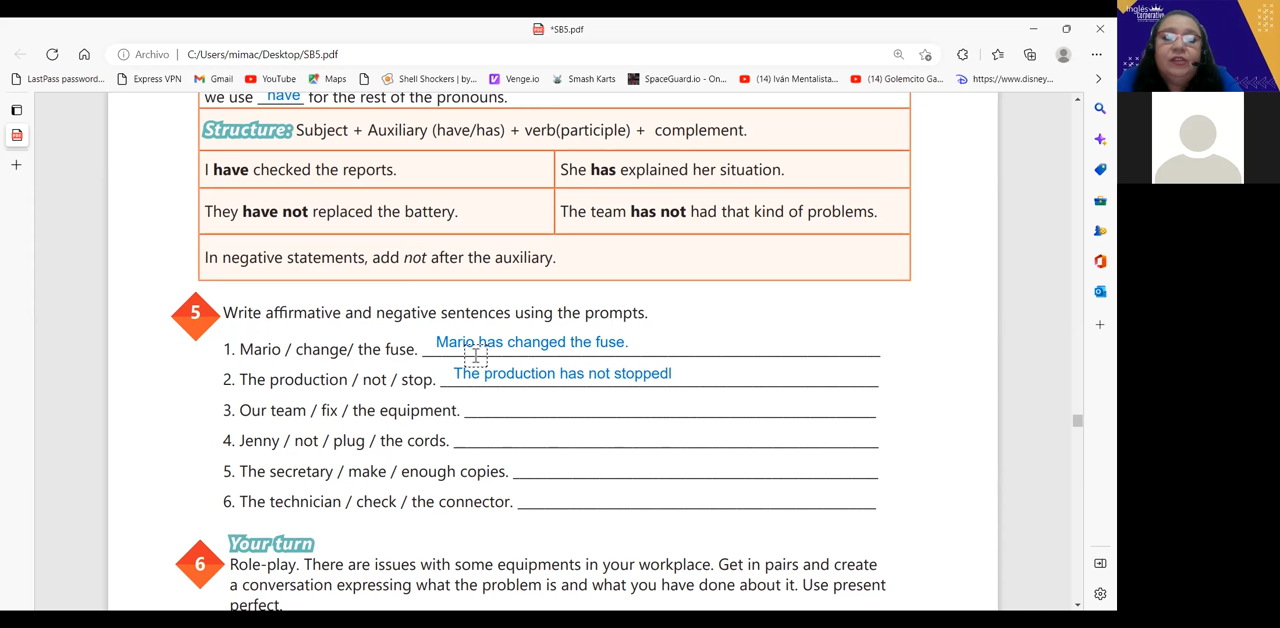 *SB5.pdf
Archivo | C:/Users/mimac/Desktop/SB5.pdf
LastPass password... Express VPN Gmail YouTube Maps Shell Shockers | by... Venge.io Smash Karts SpaceGuard.io - On... (14) Iván Mentalista... (14) Golemcito Ga... https://www.disney...
we use have for the rest of the pronouns.
Structure: Subject + Auxiliary (have/has) + verb(participle) + complement.
I have checked the reports. She has explained her situation.
They have not replaced the battery. The team has not had that kind of problems.
In negative statements, add not after the auxiliary.
5 Write affirmative and negative sentences using the prompts.
1. Mario / change/ the fuse. Mario has changed the fuse.
2. The production / not / stop. The production has not stopped
3. Our team / fix / the equipment.
4. Jenny / not / plug / the cords.
5. The secretary / make / enough copies.
6. The technician / check / the connector.
Your turn
6 Role-play. There are issues with some equipments in your workplace. Get in pairs and create
a conversation expressing what the problem is and what you have done about it. Use present
perfect.
Inglés
Corporativo